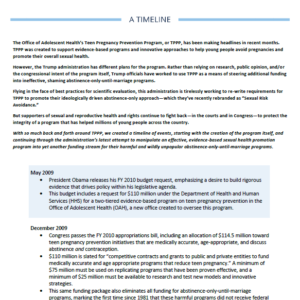 A TIMELINE
The Office of Adolescent Health's Teen Pregnancy Prevention Program, or TPPP, has been making headlines in recent months.
TPPP was created to support evidence-based programs and innovative approaches to help young people avoid pregnancies and
promote their overall sexual health.
However, the Trump administration has different plans for the program. Rather than relying on research, public opinion, and/or
the congressional intent of the program itself, Trump officials have worked to use TPPP as a means of steering additional funding
into ineffective, shaming abstinence-only-until-marriage programs.
Flying in the face of best practices for scientific evaluation, this administration is tirelessly working to re-write requirements for
TPPP to promote their ideologically driven abstinence-only approach—which they've recently rebranded as "Sexual Risk
Avoidance."
But supporters of sexual and reproductive health and rights continue to fight back—in the courts and in Congress—to protect the
integrity of a program that has helped millions of young people across the country.
With so much back and forth around TPPP, we created a timeline of events, starting with the creation of the program itself, and
continuing through the administration's latest attempt to manipulate an effective, evidence-based sexual health promotion
program into yet another funding stream for their harmful and wildly unpopular abstinence-only-until-marriage programs.
May 2009
• President Obama releases his FY 2010 budget request, emphasizing a desire to build rigorous
evidence that drives policy within his legislative agenda.
• This budget includes a request for $110 million under the Department of Health and Human
Services (HHS) for a two-tiered evidence-based program on teen pregnancy prevention in the
Office of Adolescent Health (OAH), a new office created to oversee this program.
December 2009
• Congress passes the FY 2010 appropriations bill, including an allocation of $114.5 million toward
teen pregnancy prevention initiatives that are medically accurate, age-appropriate, and discuss
abstinence and contraception.
• $110 million is slated for "competitive contracts and grants to public and private entities to fund
medically accurate and age appropriate programs that reduce teen pregnancy." A minimum of
$75 million must be used on replicating programs that have been proven effective, and a
minimum of $25 million must be available to research and test new models and innovative
strategies.
• This same funding package also eliminates all funding for abstinence-only-until-marriage
programs, marking the first time since 1981 that these harmful programs did not receive federal